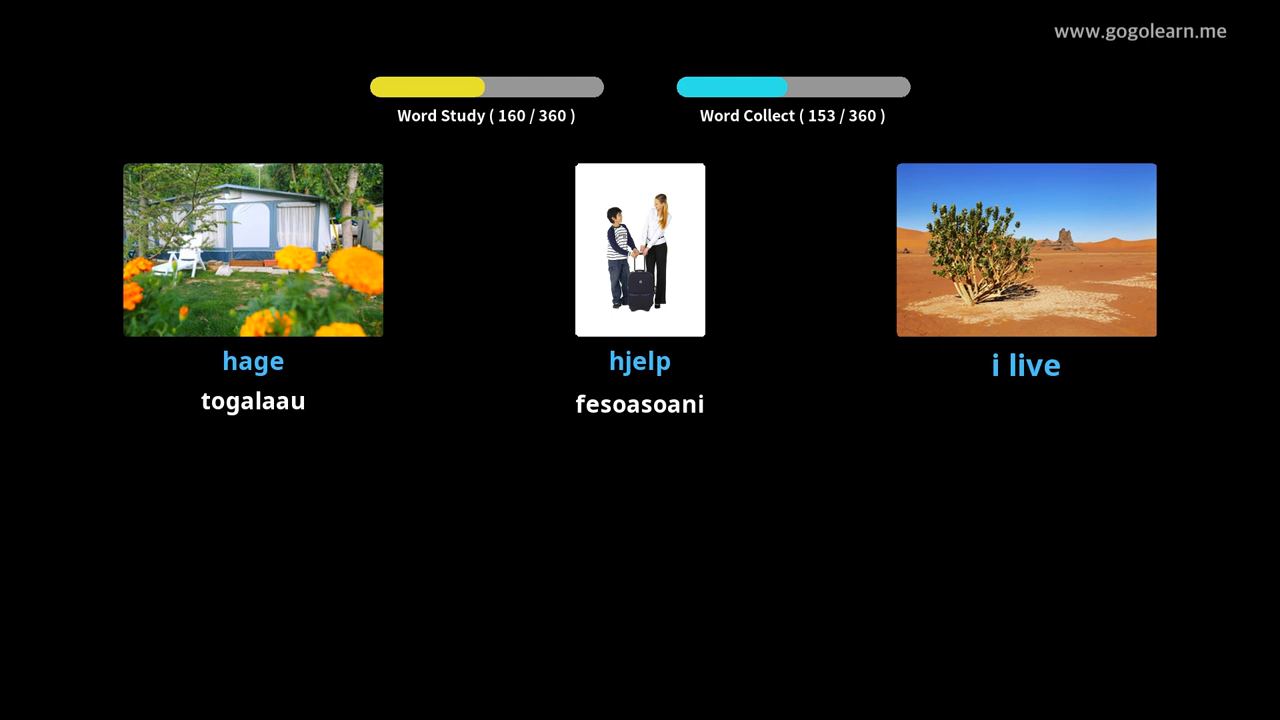 www.gogolearn.me
Word Study ( 160 / 360 )
Word Collect ( 153 / 360 )
hage
togalaau
hjelp
fesoasoani
i live